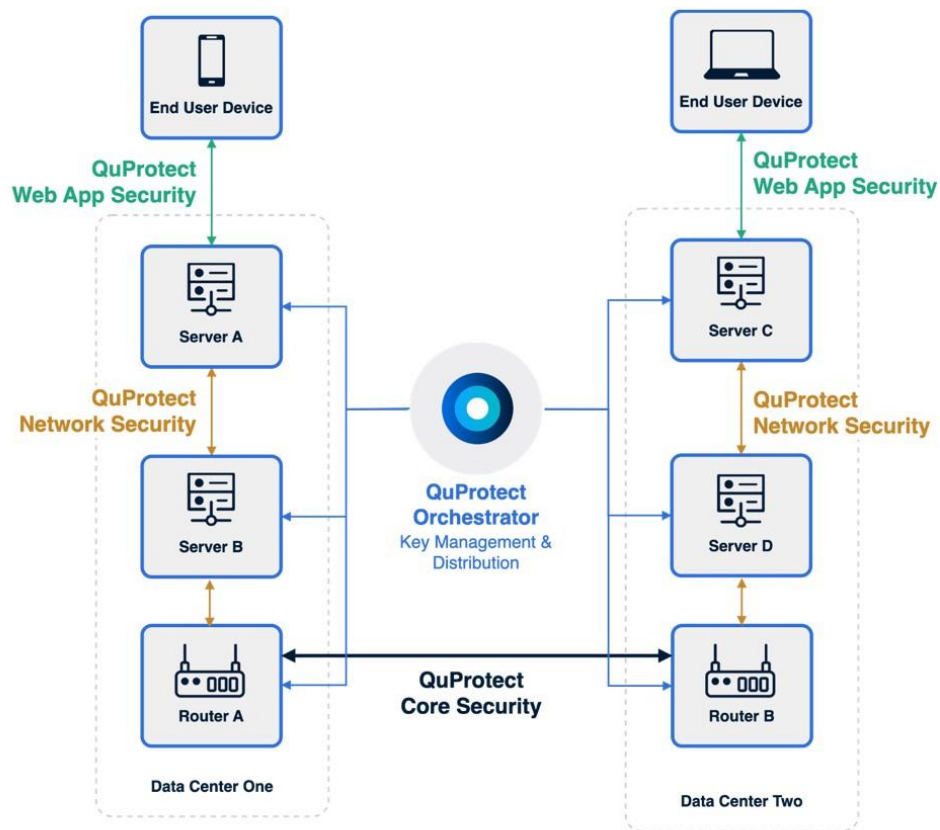 End User Device
End User Device
QuProtect
Web App Security
QuProtect
Web App Security
Server A
Server C
QuProtect
Network Security
QuProtect
Network Security
QuProtect
Orchestrator
Key Management &
Distribution
Server B
Server D
QuProtect
Core Security
Router A
Router B
Data Center One
Data Center Two